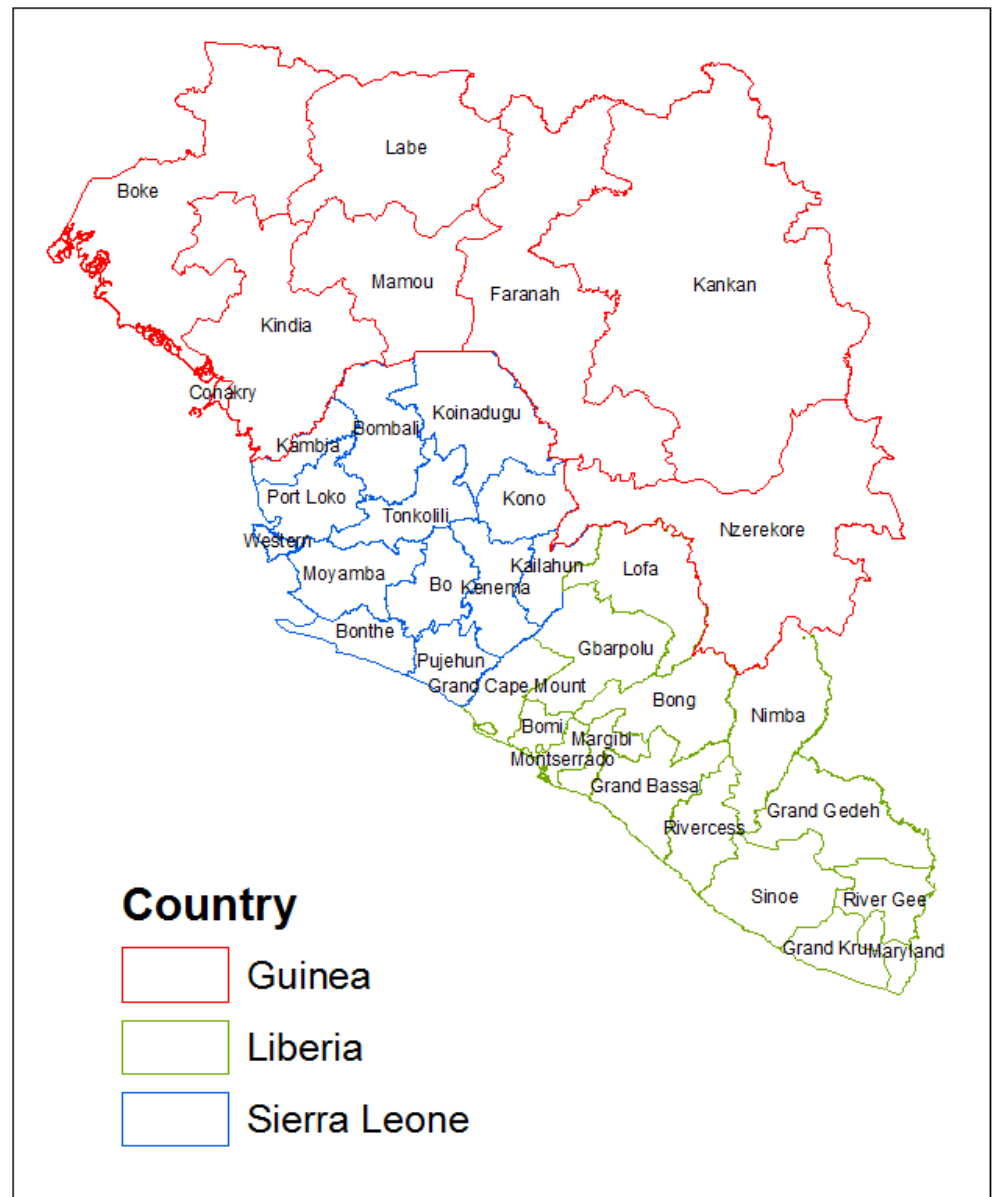 Labe
Boke
Mamou
Kankan
Faranah
Kindia
Conakry
Koinadugu
Bombali
Kambia
Port Loko
Kono
Tonkolili
Nzerekore
Western
Kailahun
Lofa
Moyamba
Bo
Kenema
Bonthe
Gbarpolu
Pujehun
Grand Cape Mount
Bong
Nimba
Bomi
Margibi
Montserrado
Grand Bassa
Grand Gedeh
Rivercess
Sinoe
River Gee
Grand Kru
Maryland
Country
Guinea
Liberia
Sierra Leone